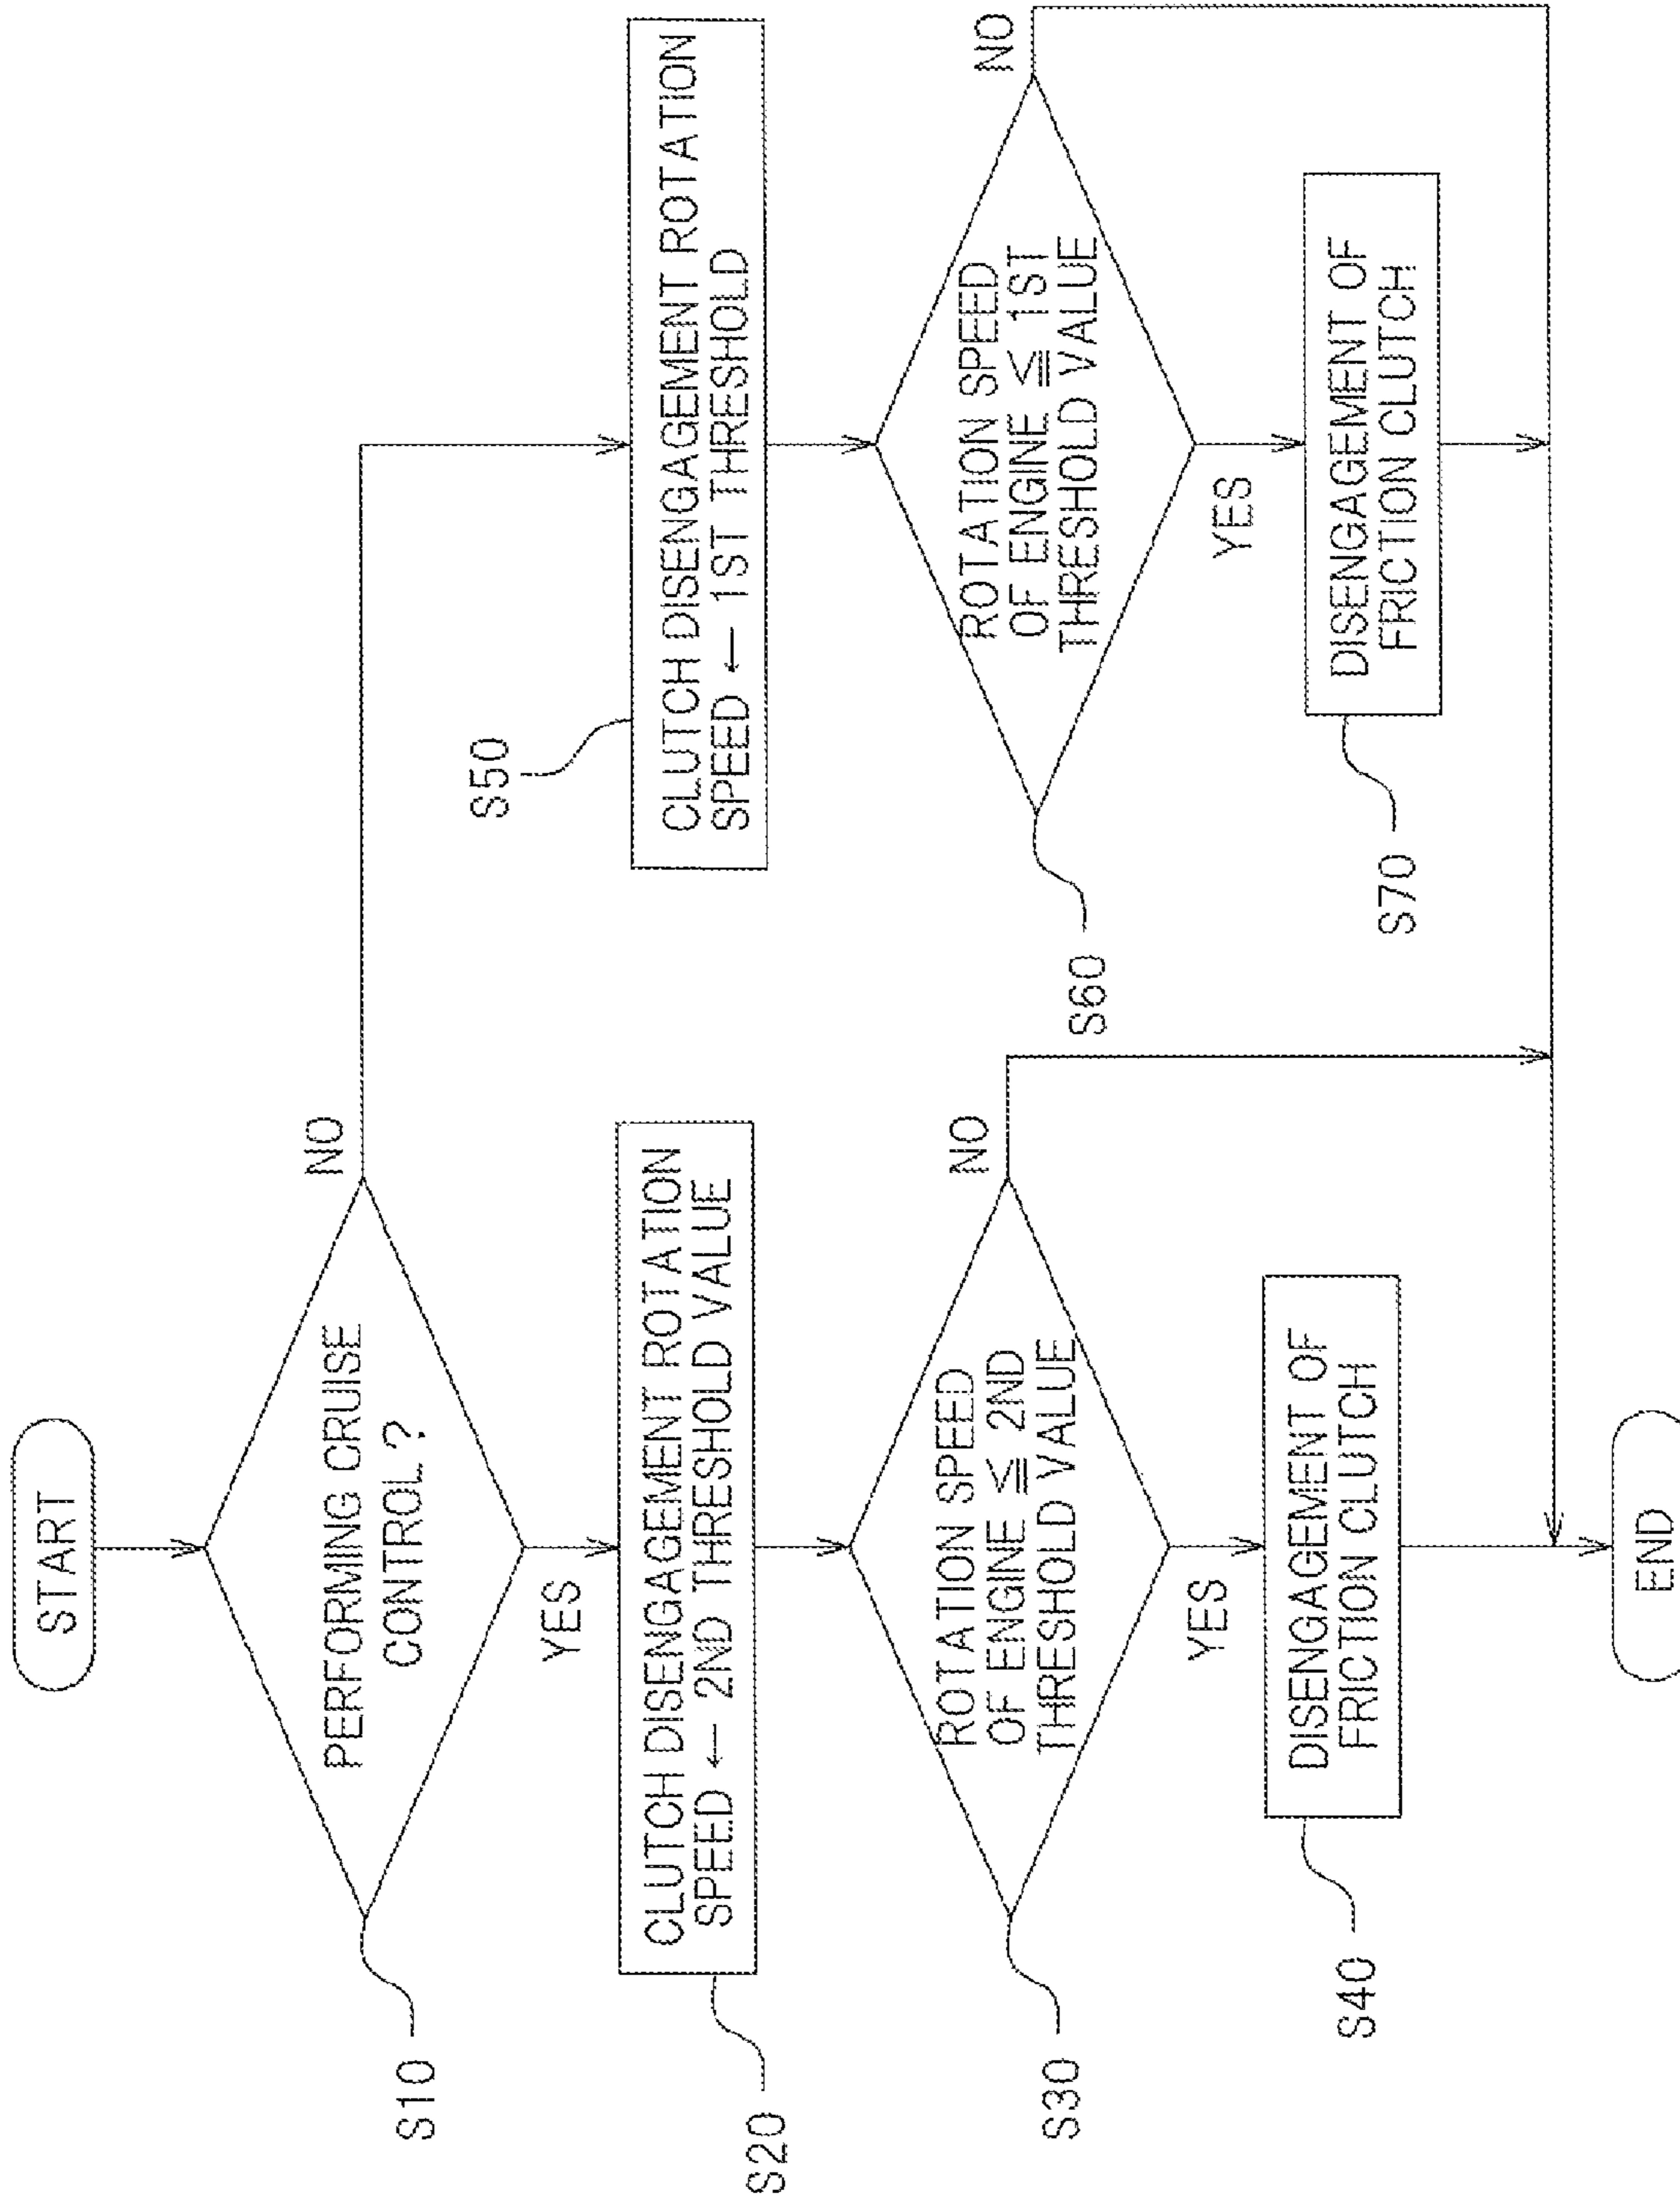 START
PERFORMING CRUISE
CONTROL?
S10
NO
YES
CLUTCH DISENGAGEMENT ROTATION
SPEED ← 2ND THRESHOLD VALUE
S20
ROTATION SPEED
OF ENGINE ≦ 2ND
THRESHOLD VALUE
S30
NO
YES
DISENGAGEMENT OF
FRICTION CLUTCH
S40
S50
CLUTCH DISENGAGEMENT ROTATION
SPEED ← 1ST THRESHOLD
ROTATION SPEED
OF ENGINE ≦ 1ST
THRESHOLD VALUE
S60
NO
YES
DISENGAGEMENT OF
FRICTION CLUTCH
S70
END